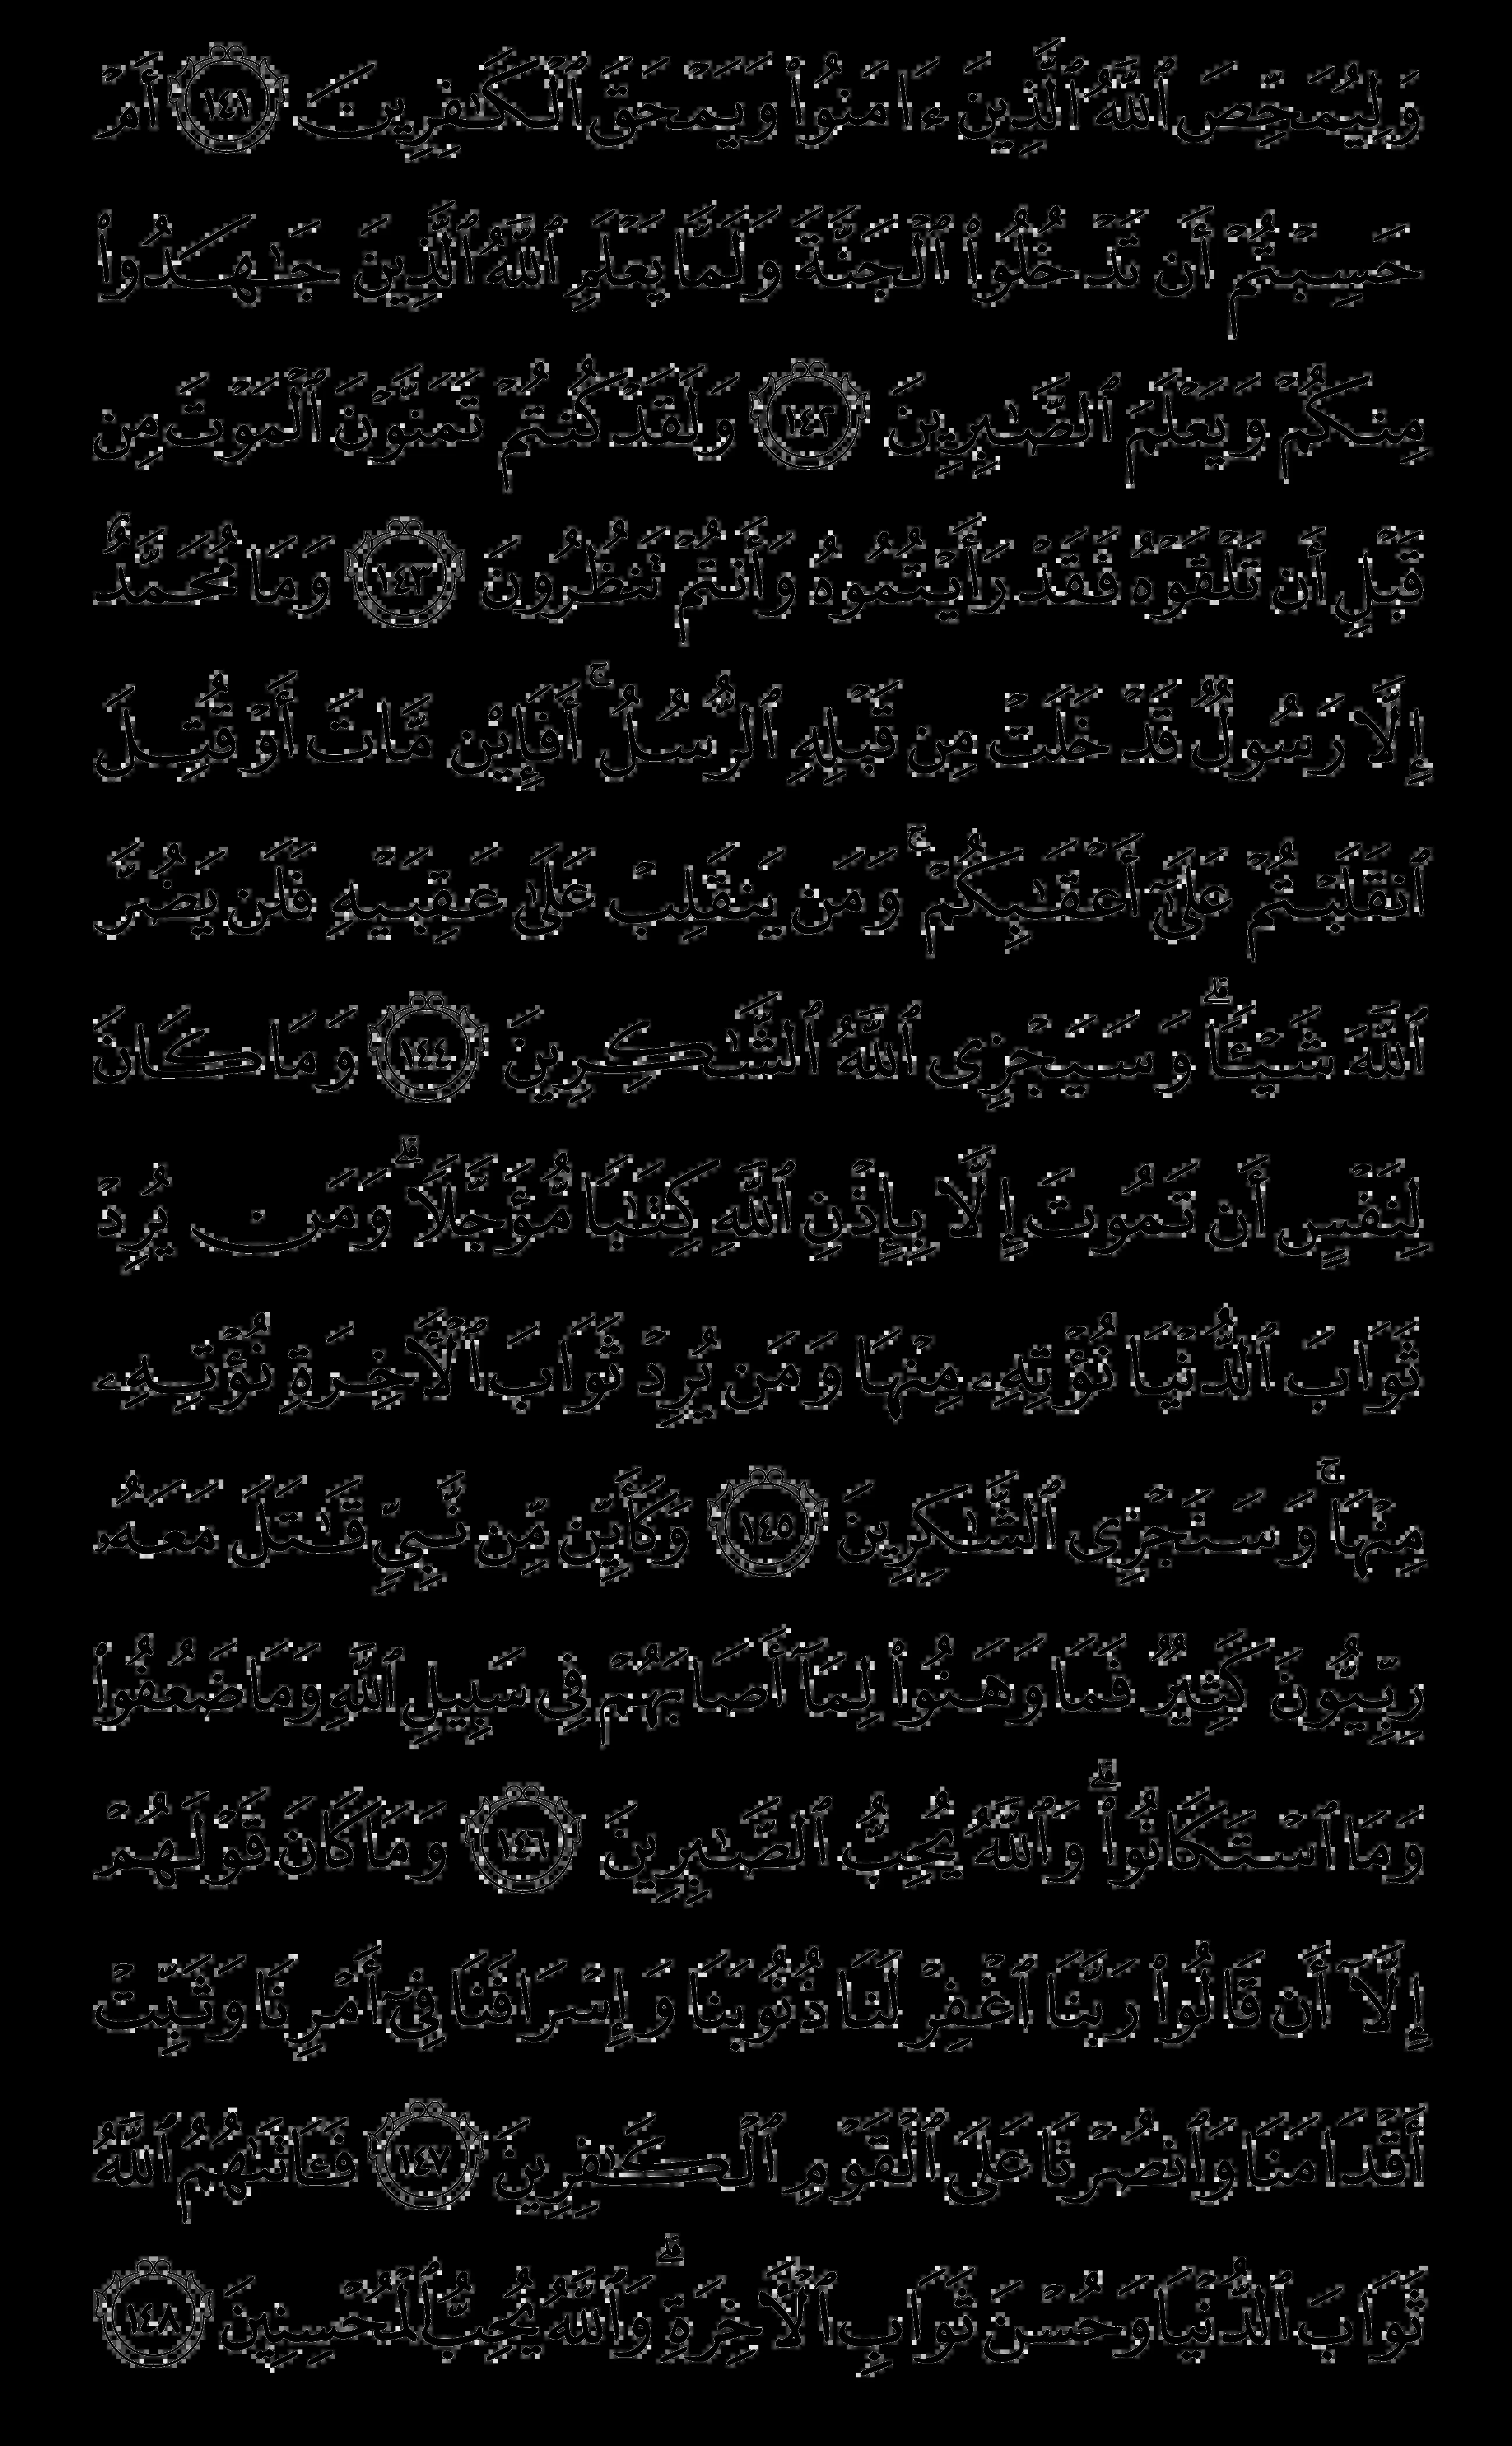 وَلِيُمَحِّصَ ٱللَّهُ ٱلَّذِينَ ءَامَنُوا۟ وَيَمْحَقَ ٱلْكَـٰفِرِينَ ١٤١ أَمْ
حَسِبْتُمْ أَن تَدْخُلُوا۟ ٱلْجَنَّةَ وَلَمَّا يَعْلَمِ ٱللَّهُ ٱلَّذِينَ جَـٰهَدُوا۟
مِنكُمْ وَيَعْلَمَ ٱلصَّـٰبِرِينَ ١٤٢ وَلَقَدْ كُنتُمْ تَمَنَّوْنَ ٱلْمَوْتَ مِن
قَبْلِ أَن تَلْقَوْهُ فَقَدْ رَأَيْتُمُوهُ وَأَنتُمْ تَنظُرُونَ ١٤٣ وَمَا مُحَمَّدٌ
إِلَّا رَسُولٌ قَدْ خَلَتْ مِن قَبْلِهِ ٱلرُّسُلُ ۚ أَفَإِي۟ن مَّاتَ أَوْ قُتِلَ
ٱنقَلَبْتُمْ عَلَىٰٓ أَعْقَـٰبِكُمْ ۚ وَمَن يَنقَلِبْ عَلَىٰ عَقِبَيْهِ فَلَن يَضُرَّ
ٱللَّهَ شَيْـًٔا ۗ وَسَيَجْزِى ٱللَّهُ ٱلشَّـٰكِرِينَ ١٤٤ وَمَا كَانَ
لِنَفْسٍ أَن تَمُوتَ إِلَّا بِإِذْنِ ٱللَّهِ كِتَـٰبًا مُّؤَجَّلًا ۗ وَمَن يُرِدْ
ثَوَابَ ٱلدُّنْيَا نُؤْتِهِۦ مِنْهَا وَمَن يُرِدْ ثَوَابَ ٱلْـَٔاخِرَةِ نُؤْتِهِۦ
مِنْهَا ۚ وَسَنَجْزِى ٱلشَّـٰكِرِينَ ١٤٥ وَكَأَيِّن مِّن نَّبِىٍّ قَـٰتَلَ مَعَهُۥ
رِبِّيُّونَ كَثِيرٌ فَمَا وَهَنُوا۟ لِمَآ أَصَابَهُمْ فِى سَبِيلِ ٱللَّهِ وَمَا ضَعُفُوا۟
وَمَا ٱسْتَكَانُوا۟ ۗ وَٱللَّهُ يُحِبُّ ٱلصَّـٰبِرِينَ ١٤٦ وَمَا كَانَ قَوْلَهُمْ
إِلَّآ أَن قَالُوا۟ رَبَّنَا ٱغْفِرْ لَنَا ذُنُوبَنَا وَإِسْرَافَنَا فِىٓ أَمْرِنَا وَثَبِّتْ
أَقْدَامَنَا وَٱنصُرْنَا عَلَى ٱلْقَوْمِ ٱلْكَـٰفِرِينَ ١٤٧ فَـَٔاتَىٰهُمُ ٱللَّهُ
ثَوَابَ ٱلدُّنْيَا وَحُسْنَ ثَوَابِ ٱلْـَٔاخِرَةِ ۗ وَٱللَّهُ يُحِبُّ ٱلْمُحْسِنِينَ ١٤٨